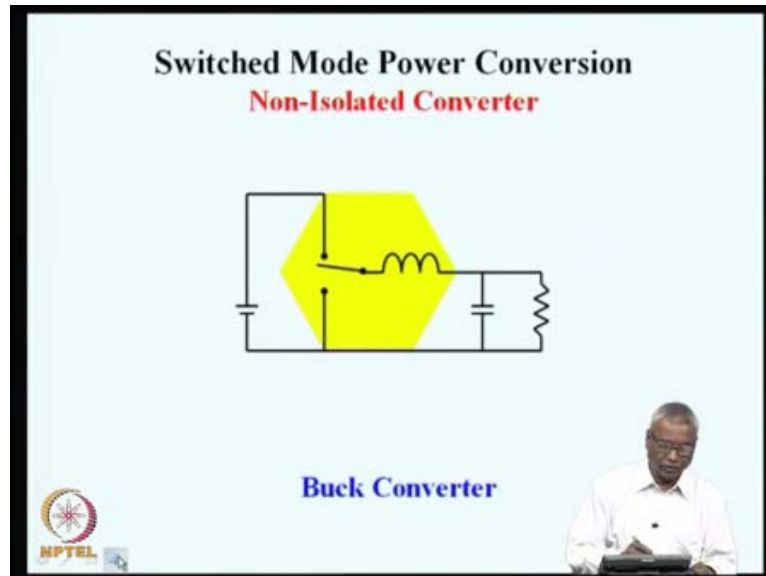 Switched Mode Power Conversion
Non-Isolated Converter
Buck Converter
NPTEL